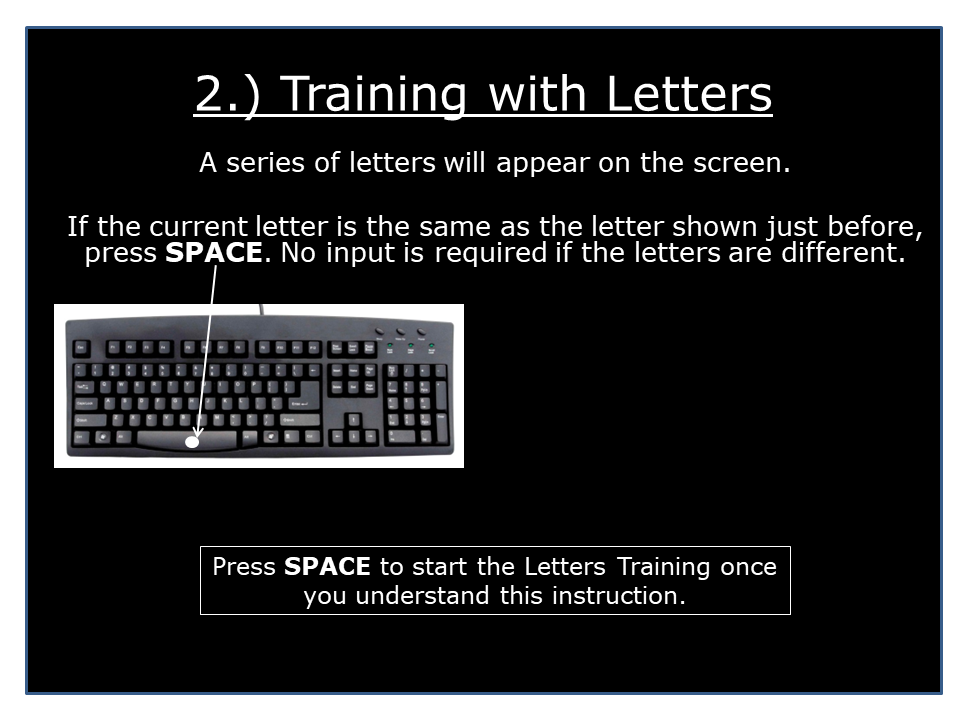 2.) Training with Letters
A series of letters will appear on the screen.
If the current letter is the same as the letter shown just before,
press SPACE. No input is required if the letters are different.
Press SPACE to start the Letters Training once
you understand this instruction.